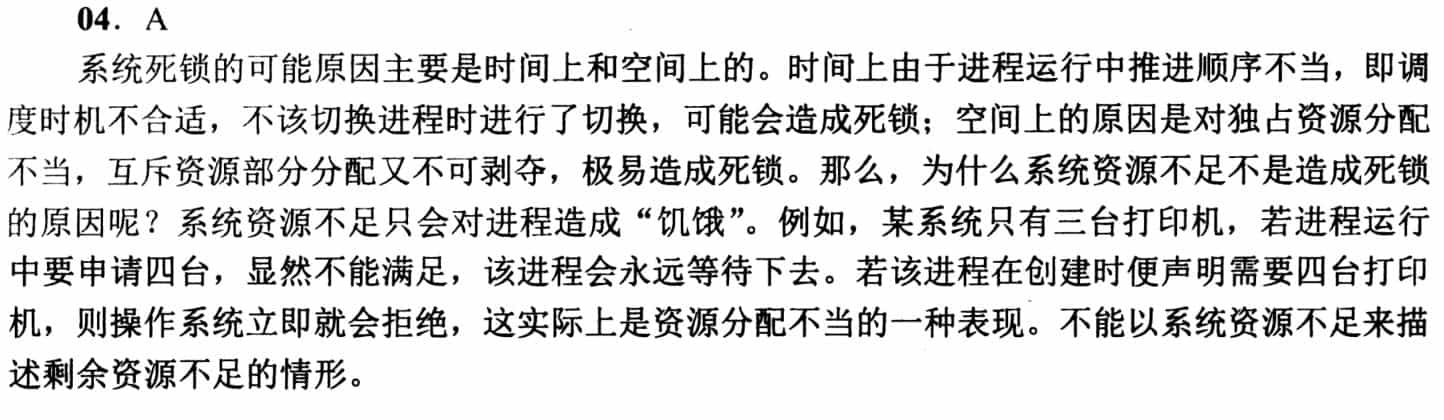 04. A
系统死锁的可能原因主要是时间上和空间上的。时间上由于进程运行中推进顺序不当，即调
度时机不合适，不该切换进程时进行了切换，可能会造成死锁；空间上的原因是对独占资源分配
不当，互斥资源部分分配又不可剥夺，极易造成死锁。那么，为什么系统资源不足不是造成死锁
的原因呢？系统资源不足只会对进程造成“饥饿”。例如，某系统只有三台打印机，若进程运行
中要申请四台，显然不能满足，该进程会永远等待下去。若该进程在创建时便声明需要四台打印
机，则操作系统立即就会拒绝，这实际上是资源分配不当的一种表现。不能以系统资源不足来描
述剩余资源不足的情形。